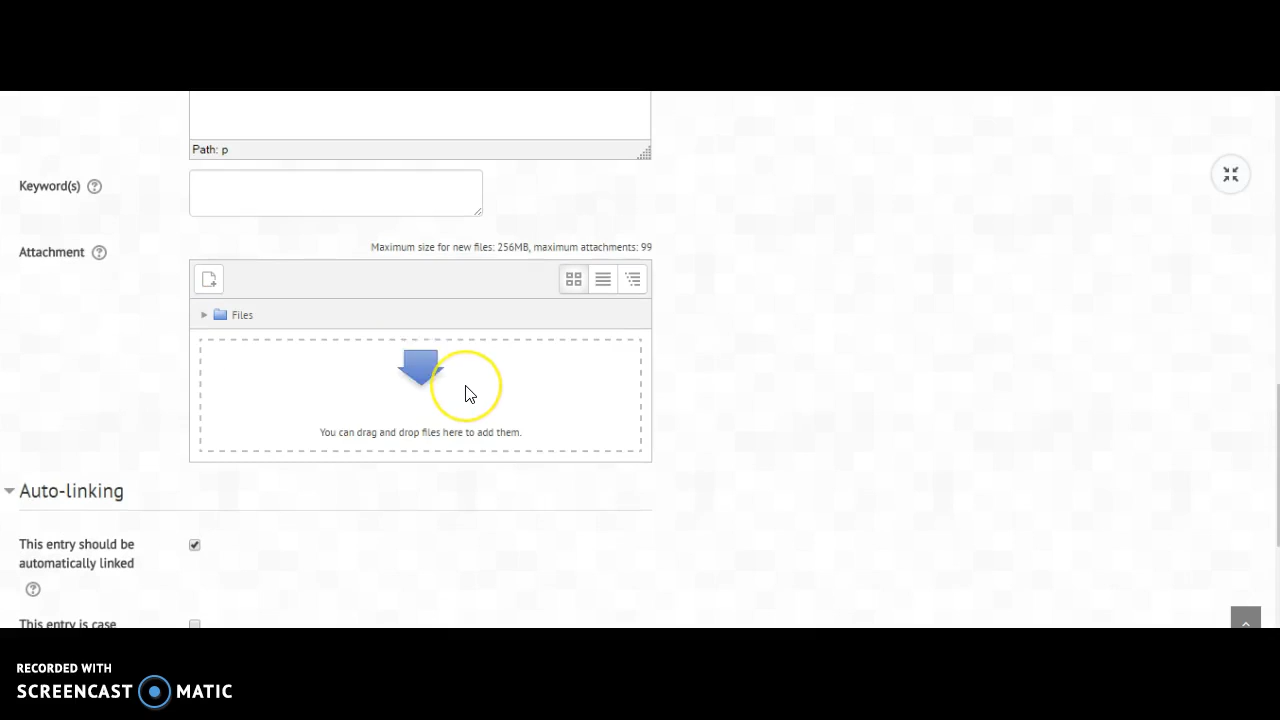 Path: p
Keyword(s)
Attachment
Maximum size for new files: 256MB, maximum attachments: 99
Files
You can drag and drop files here to add them.
Auto-linking
This entry should be
automatically linked
This entry is case
RECORDED WITH
SCREENCAST MATIC